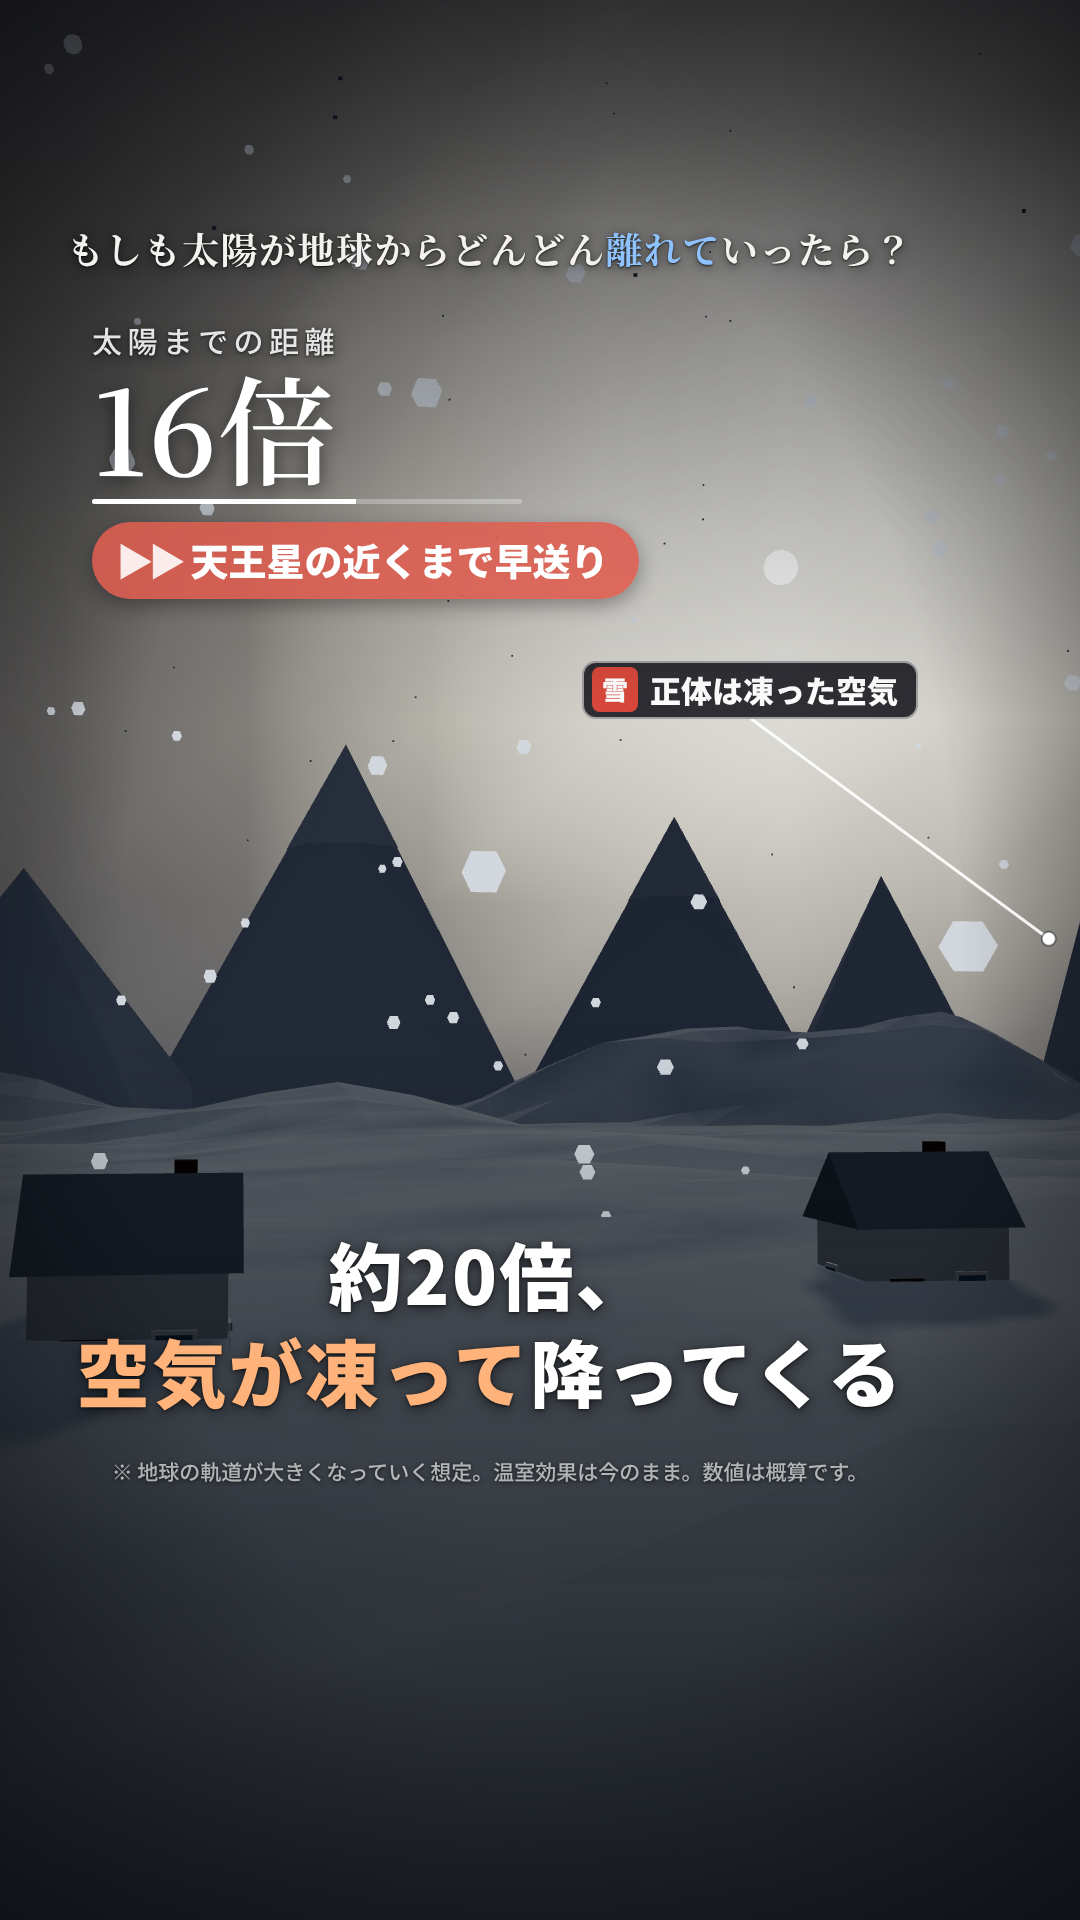 もしも太陽が地球からどんどん離れていったら？
太陽までの距離
16倍
▶▶天王星の近くまで早送り
雪 正体は凍った空気
約20倍、
空気が凍って降ってくる
※ 地球の軌道が大きくなっていく想定。温室効果は今のまま。数値は概算です。